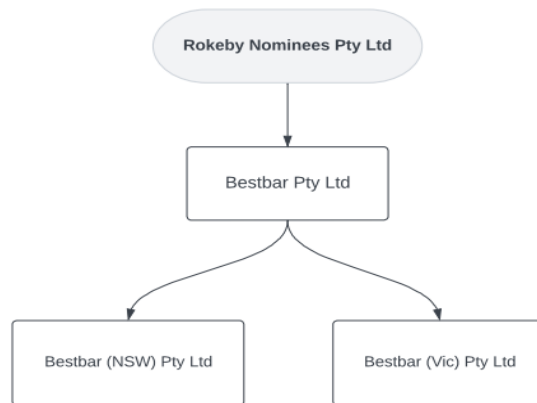 Rokeby Nominees Pty Ltd
Bestbar Pty Ltd
Bestbar (NSW) Pty Ltd
Bestbar (Vic) Pty Ltd